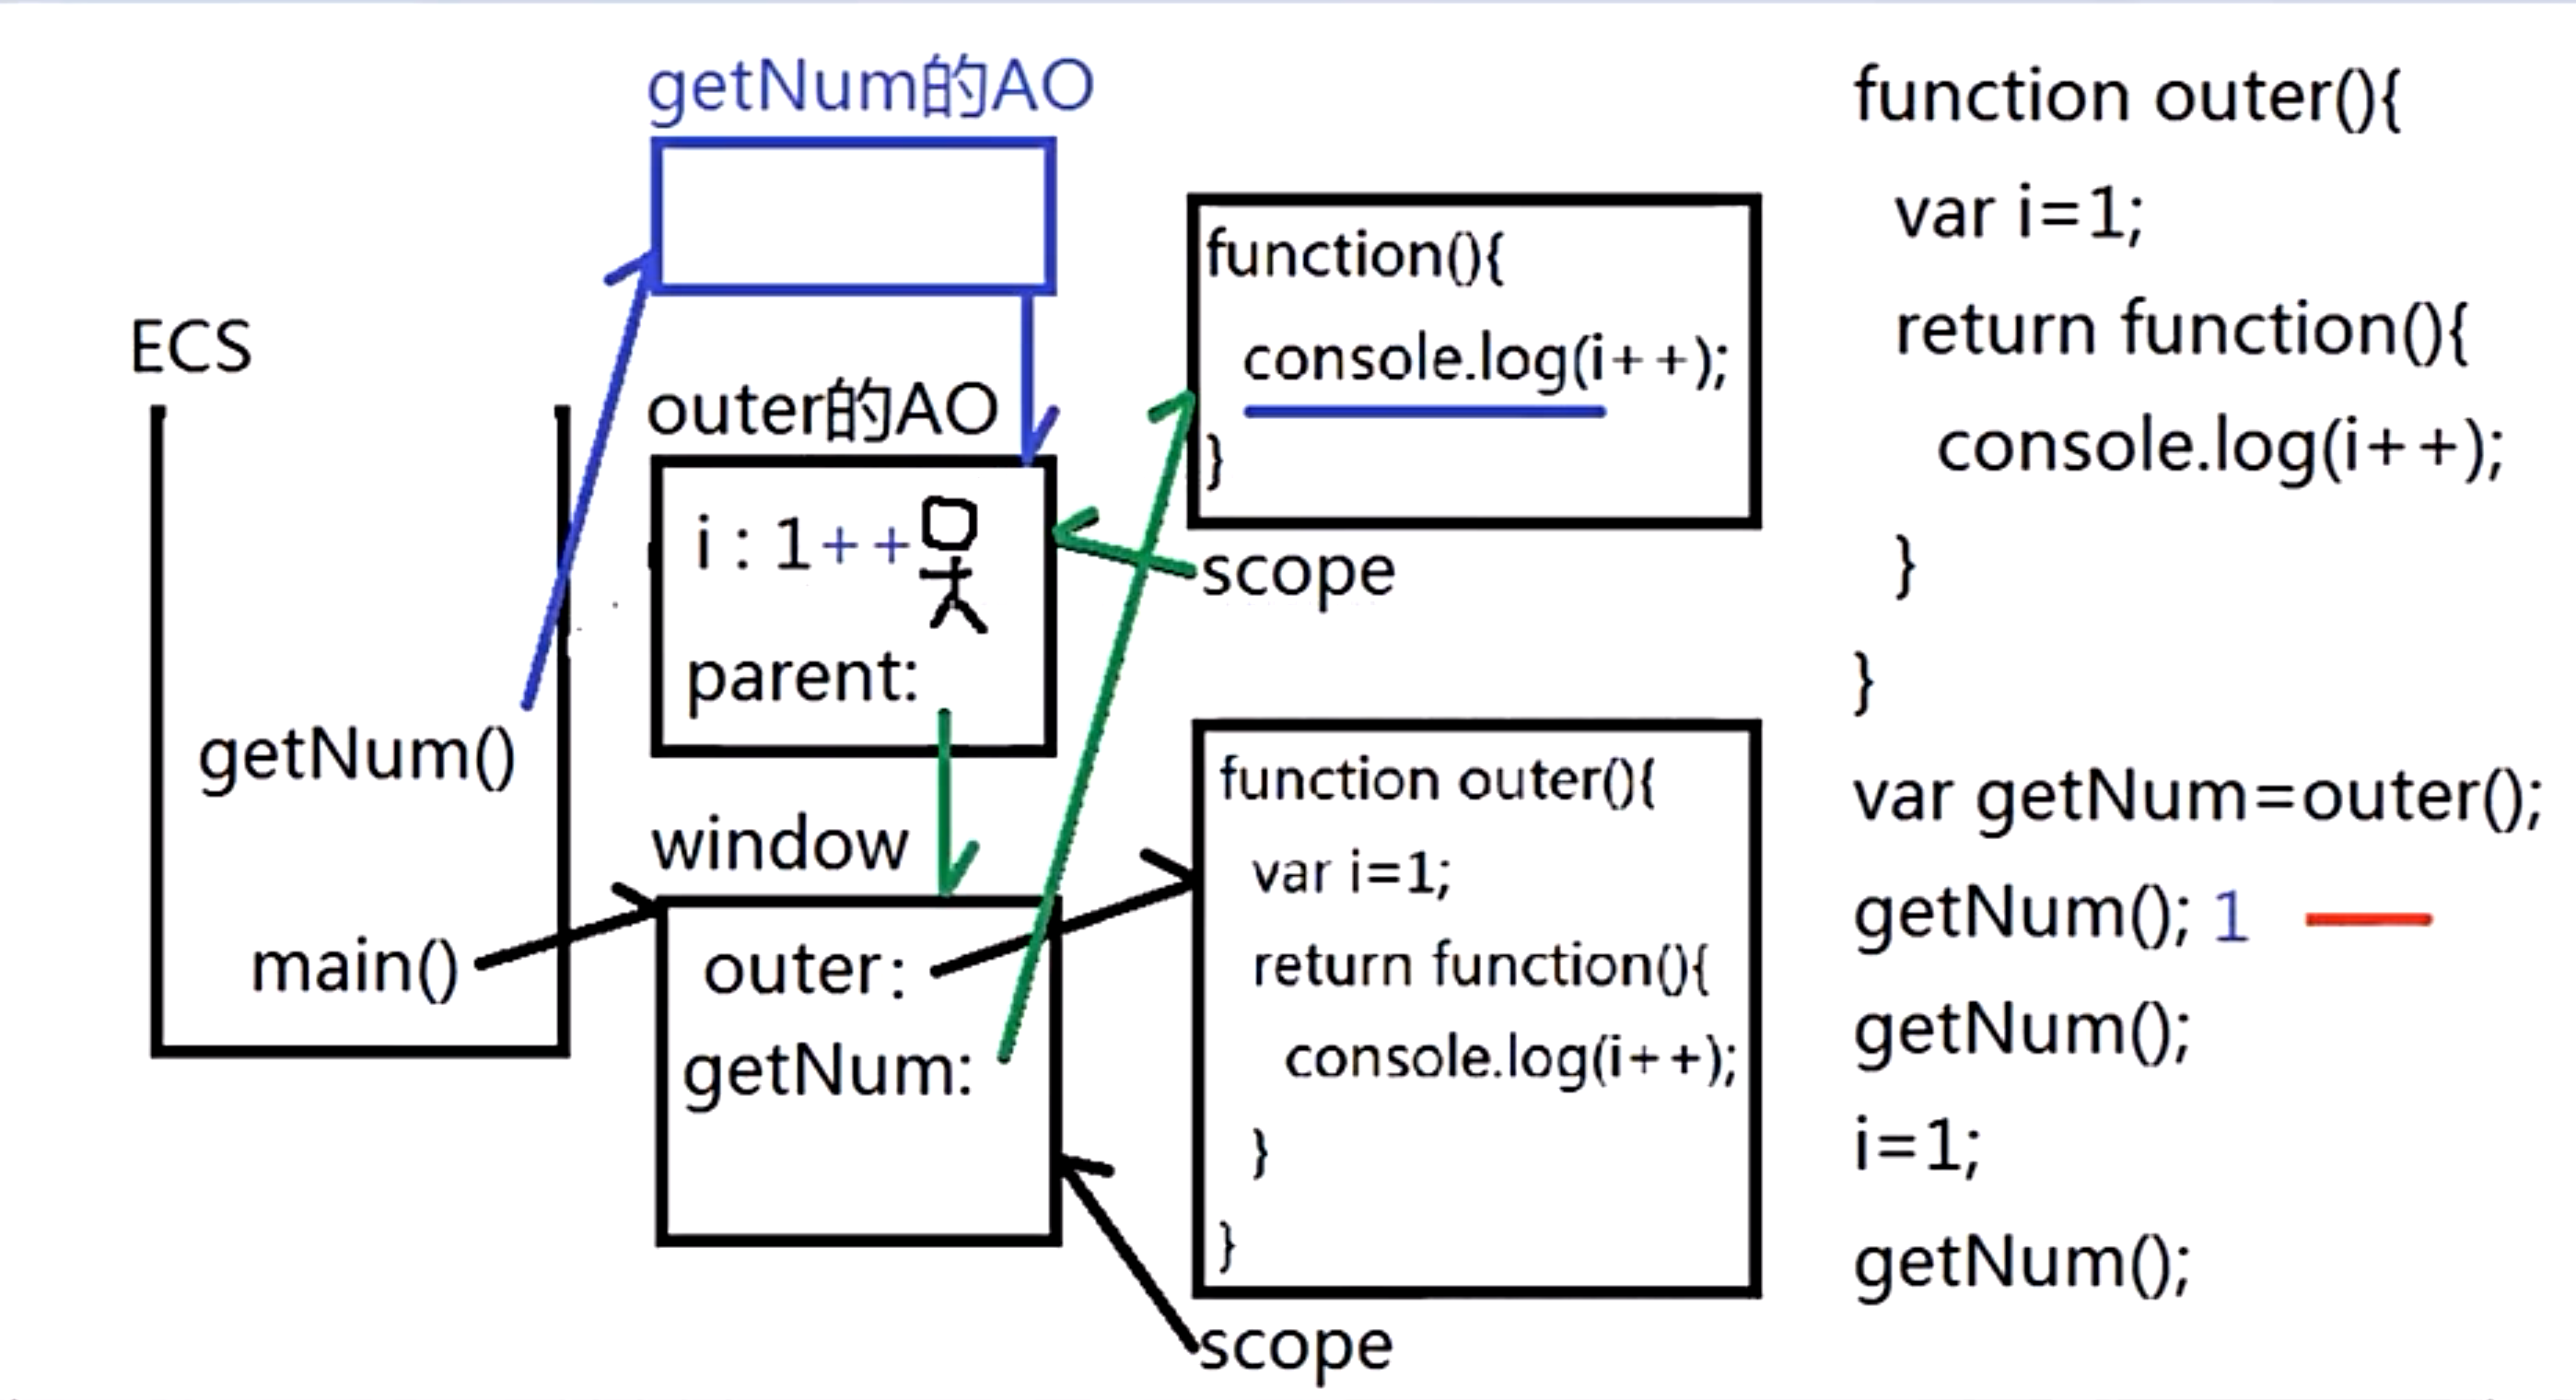 getNum的AO
ECS
outer的AO
i : 1++
parent:
getNum()
main()
window
outer:
getNum:
function(){
console.log(i++);
}
scope
function outer(){
var i=1;
return function(){
console.log(i++);
}
}
scope
function outer(){
var i=1;
return function(){
console.log(i++);
}
}
var getNum=outer();
getNum(); 1
getNum();
i=1;
getNum();